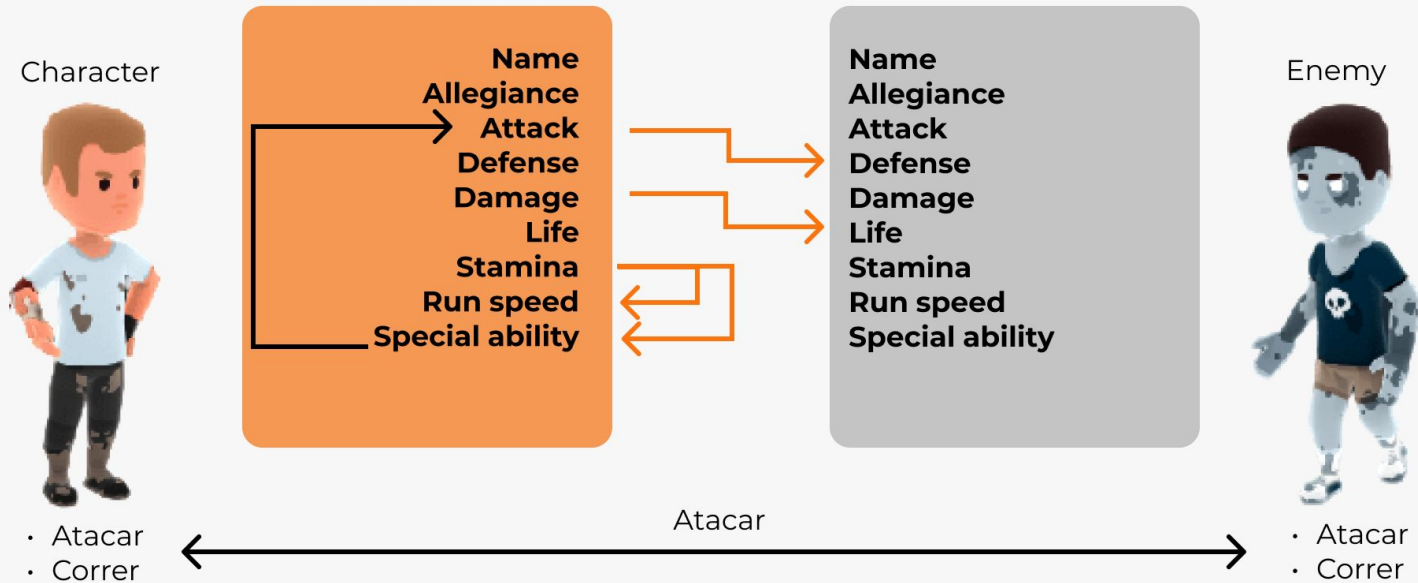 Character
Name
Allegiance
Attack
Defense
Damage
Life
Stamina
Run speed
Special ability
Name
Allegiance
Attack
Defense
Damage
Life
Stamina
Run speed
Special ability
Enemy
• Atacar
• Correr
Atacar
• Atacar
• Correr